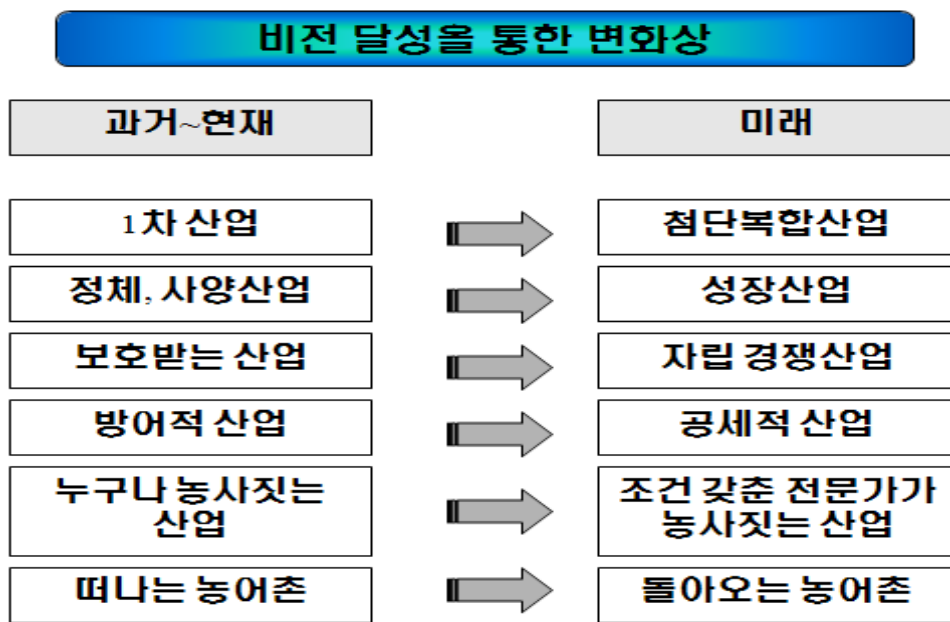 비전 달성을 통한 변화상
과거~현재
미래
1차 산업
첨단복합산업
정체, 사양산업
성장산업
보호받는 산업
자립 경쟁산업
방어적 산업
공세적 산업
누구나 농사짓는
산업
조건 갖춘 전문가가
농사짓는 산업
떠나는 농어촌
돌아오는 농어촌